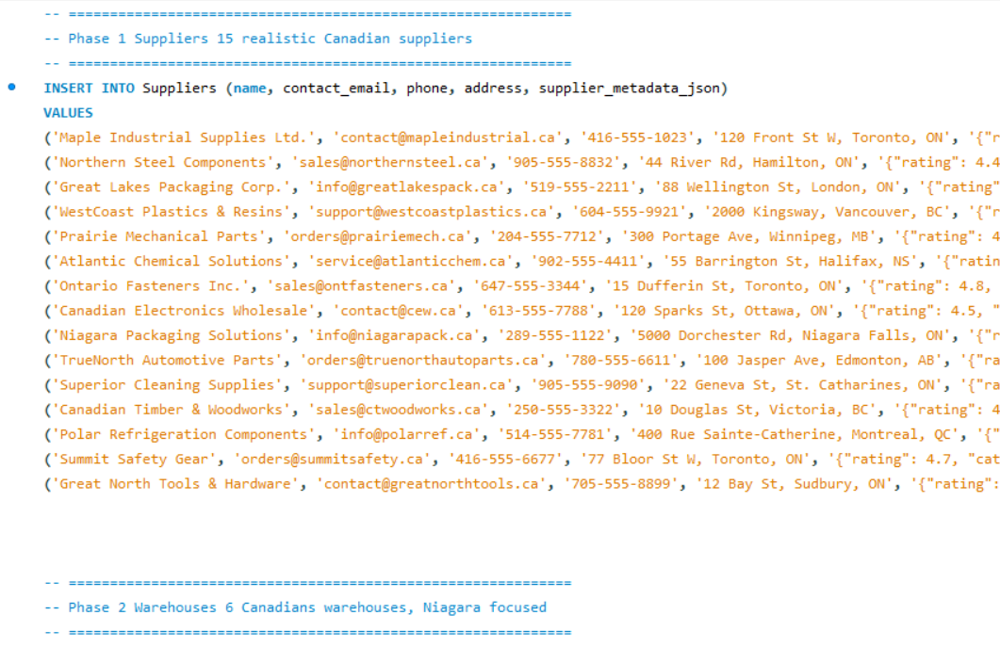 -- =============================================================
-- Phase 1 Suppliers 15 realistic Canadian suppliers
-- =============================================================
INSERT INTO Suppliers (name, contact_email, phone, address, supplier_metadata_json)
VALUES
('Maple Industrial Supplies Ltd.', 'contact@mapleindustrial.ca', '416-555-1023', '120 Front St W, Toronto, ON', '{"r
('Northern Steel Components', 'sales@northernsteel.ca', '905-555-8832', '44 River Rd, Hamilton, ON', '{"rating": 4.4
('Great Lakes Packaging Corp.', 'info@greatlakespack.ca', '519-555-2211', '88 Wellington St, London, ON', '{"rating"
('WestCoast Plastics & Resins', 'support@westcoastplastics.ca', '604-555-9921', '2000 Kingsway, Vancouver, BC', '{"r
('Prairie Mechanical Parts', 'orders@prairiemech.ca', '204-555-7712', '300 Portage Ave, Winnipeg, MB', '{"rating": 4
('Atlantic Chemical Solutions', 'service@atlanticchem.ca', '902-555-4411', '55 Barrington St, Halifax, NS', '{"ratin
('Ontario Fasteners Inc.', 'sales@ontfasteners.ca', '647-555-3344', '15 Dufferin St, Toronto, ON', '{"rating": 4.8,
('Canadian Electronics Wholesale', 'contact@cew.ca', '613-555-7788', '120 Sparks St, Ottawa, ON', '{"rating": 4.5, "
('Niagara Packaging Solutions', 'info@niagarapack.ca', '289-555-1122', '5000 Dorchester Rd, Niagara Falls, ON', '{"r
('TrueNorth Automotive Parts', 'orders@truenorthautoparts.ca', '780-555-6611', '100 Jasper Ave, Edmonton, AB', '{"ra
('Superior Cleaning Supplies', 'support@superiorclean.ca', '905-555-9090', '22 Geneva St, St. Catharines, ON', '{"ra
('Canadian Timber & Woodworks', 'sales@ctwoodworks.ca', '250-555-3322', '10 Douglas St, Victoria, BC', '{"rating": 4
('Polar Refrigeration Components', 'info@polarref.ca', '514-555-7781', '400 Rue Sainte-Catherine, Montreal, QC', '{"
('Summit Safety Gear', 'orders@summitsafety.ca', '416-555-6677', '77 Bloor St W, Toronto, ON', '{"rating": 4.7, "cat
('Great North Tools & Hardware', 'contact@greatnorthtools.ca', '705-555-8899', '12 Bay St, Sudbury, ON', '{"rating":
-- =============================================================
-- Phase 2 Warehouses 6 Canadians warehouses, Niagara focused
-- =============================================================